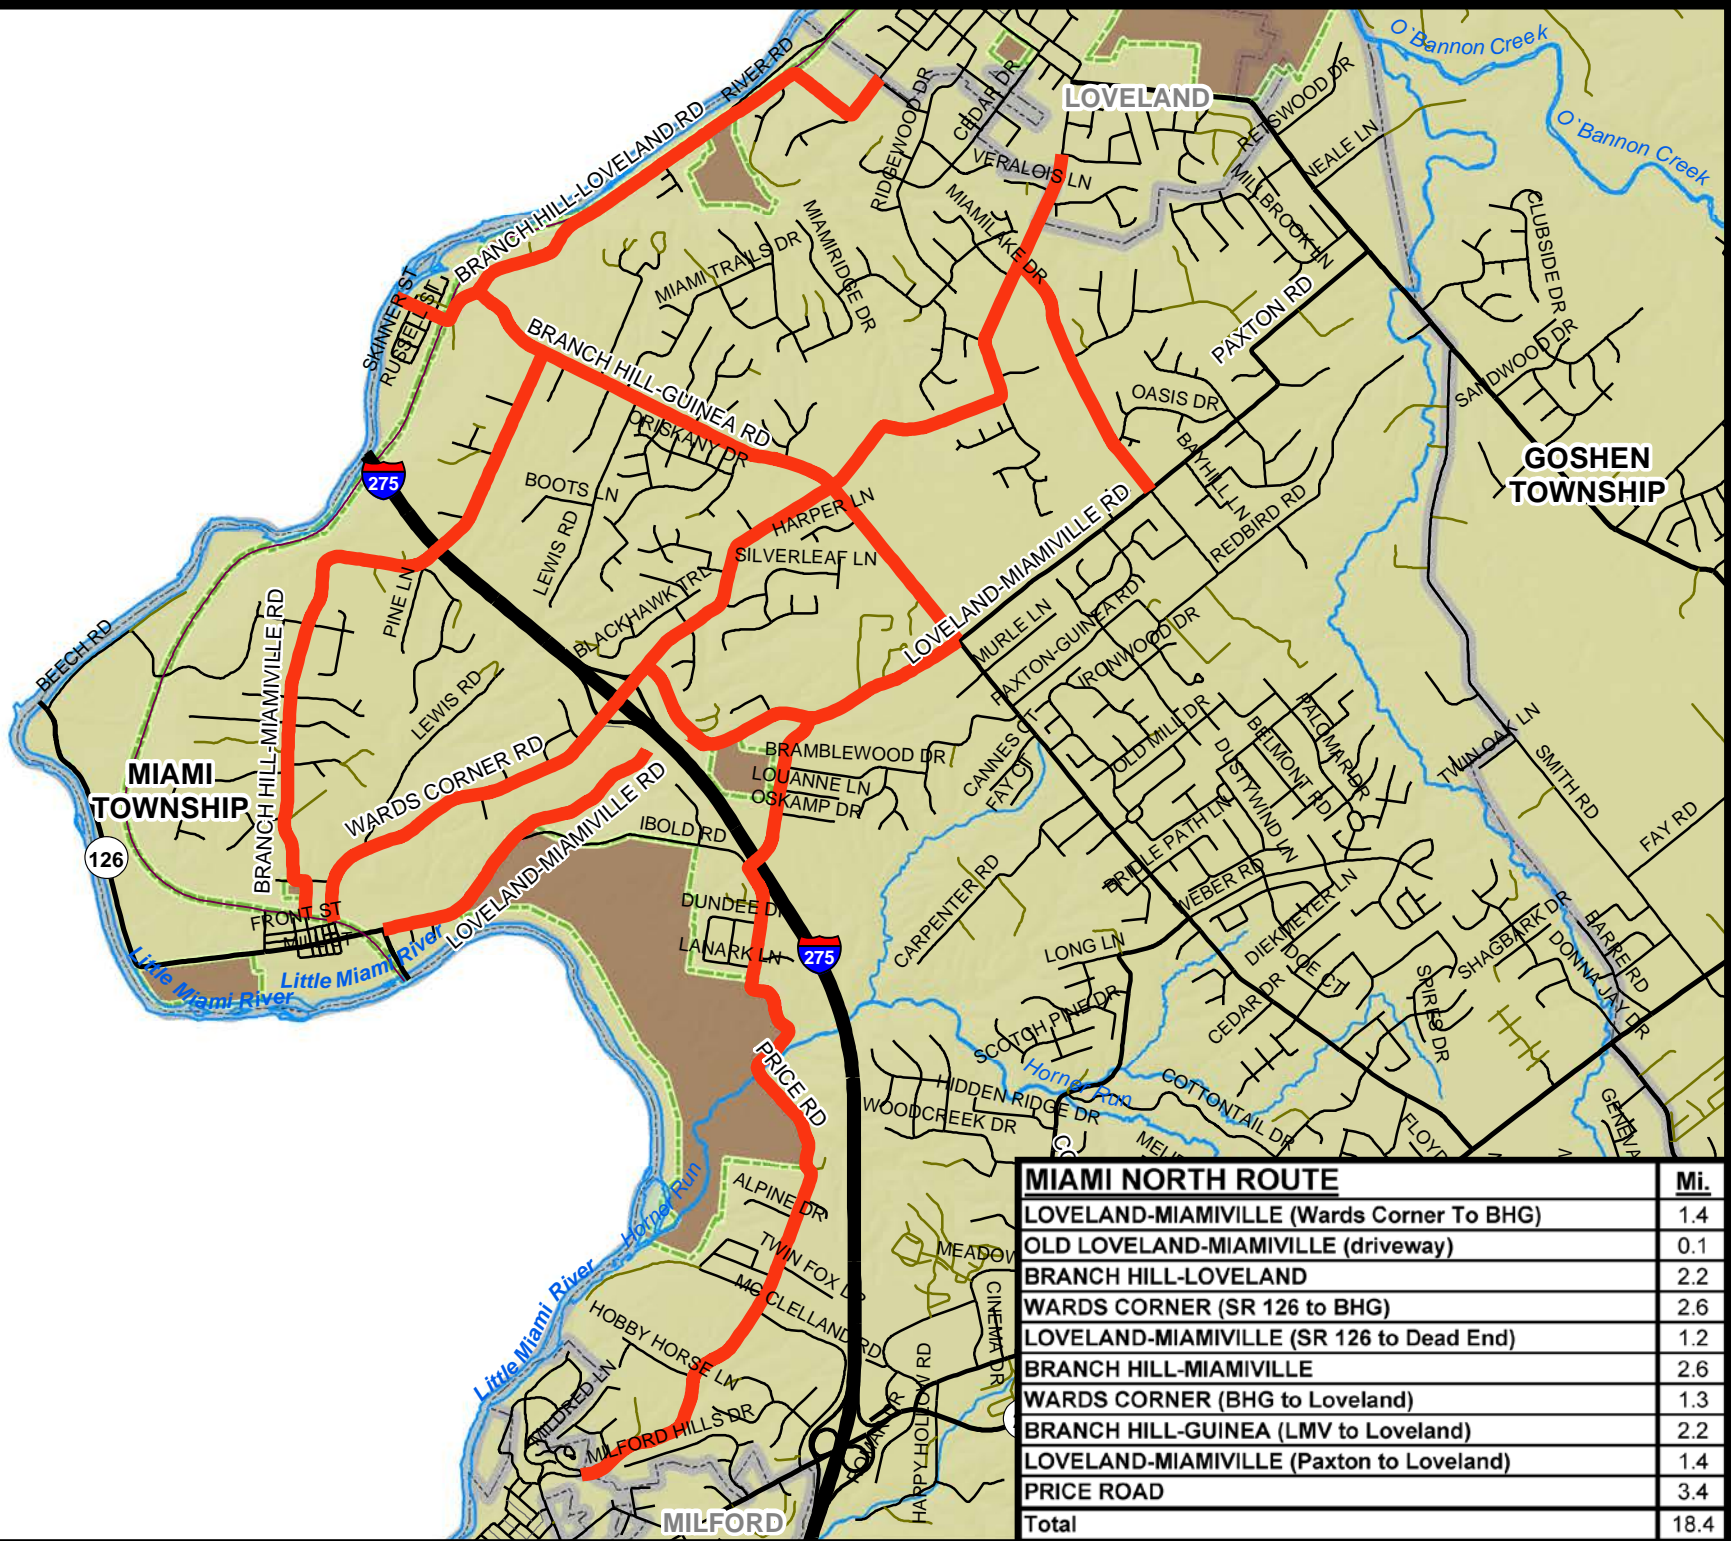 O'Bannon Creek
RIVER RD
LOVELAND
CEDAR DR
RIDGEWOOD DR
RETSWOOD DR
O'Bannon Creek
NEALE LN
BRANCH HILL-LOVELAND RD
VERALOIS LN
MILLBROOK LN
MIAMILAKE DR
CLUBSIDE DR
MIAMI TRAILS DR
MIAMIRIDGE DR
SKINNER ST
RUSSELL ST
PAXTON RD
BRANCH HILL-GUINEA RD
SANDWOOD DR
OASIS DR
ORISKANY DR
BAYHILL LN
GOSHEN
TOWNSHIP
275
BOOTS LN
HARPER LN
LOVELAND-MIAMIVILLE RD
REDBIRD RD
LEWIS RD
SILVERLEAF LN
BLACKHAWK TRL
PINE LN
BRANCH HILL-MIAMIVILLE RD
BEECH RD
MURLE LN
PAXTON-GUINEA RD
IRONWOOD DR
LEWIS RD
WARDS CORNER RD
MIAMI
TOWNSHIP
BRAMBLEWOOD DR
LOUANNE LN
OSKAMP DR
CANNES CT
FAY CT
OLD MILL DR
PALOMAR DR
BELMONT RD
DUSTYWIND LN
TWIN OAK LN
SMITH RD
FAY RD
LOVELAND-MIAMIVILLE RD
IBOLD RD
126
BRIDLE PATH LN
WEBER RD
CARPENTER RD
DUNDEE DR
LANARK LN
FRONT ST
MILL ST
Little Miami River
Little Miami River
275
LONG LN
DIEKMEYER LN
DOE CT
CEDAR DR
SHAGBARK DR
BARRE RD
DONNA JAY DR
SPIRES DR
SCOTCH PINE DR
PRICE RD
Horner Run
HIDDEN RIDGE DR
WOODCREEK DR
COTTONTAIL DR
FLOYD
GENEVA
CO
ALPINE DR
Horner Run
TWIN FOX DR
MC CLELLAND RD
MEADOW
CINEMA DR
Little Miami River
HOBBY HORSE LN
MILDRED LN
MILFORD HILLS DR
HAPPY HOLLOW RD
ROMAR DR
MILFORD
MIAMI NORTH ROUTE Mi.
LOVELAND-MIAMIVILLE (Wards Corner To BHG) 1.4
OLD LOVELAND-MIAMIVILLE (driveway) 0.1
BRANCH HILL-LOVELAND 2.2
WARDS CORNER (SR 126 to BHG) 2.6
LOVELAND-MIAMIVILLE (SR 126 to Dead End) 1.2
BRANCH HILL-MIAMIVILLE 2.6
WARDS CORNER (BHG to Loveland) 1.3
BRANCH HILL-GUINEA (LMV to Loveland) 2.2
LOVELAND-MIAMIVILLE (Paxton to Loveland) 1.4
PRICE ROAD 3.4
Total 18.4